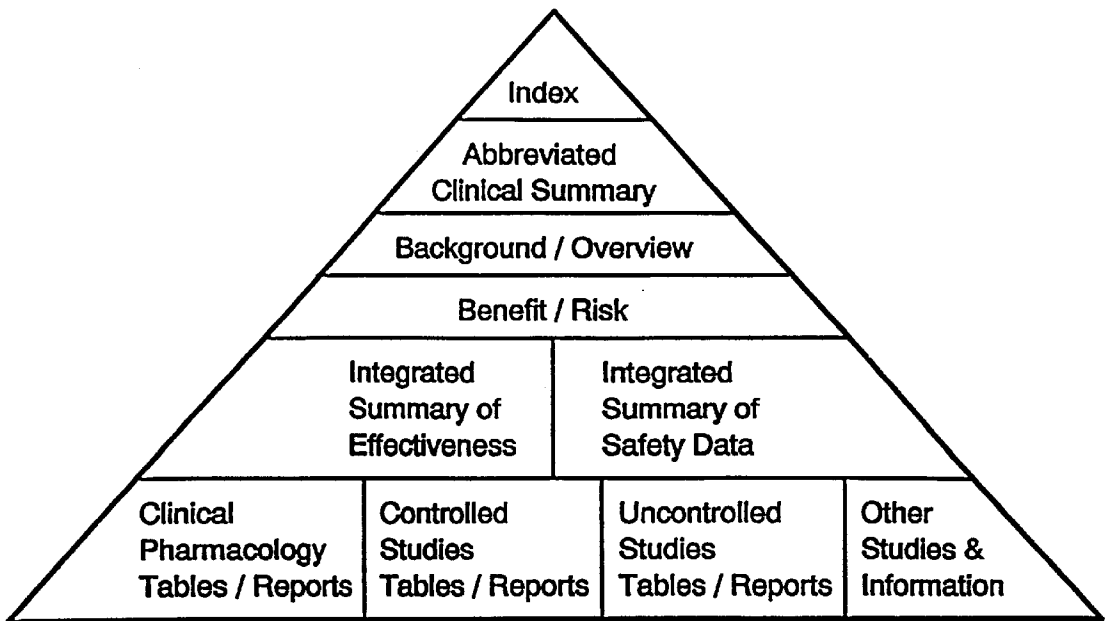 Index
Abbreviated
Clinical Summary
Background / Overview
Benefit / Risk
Integrated
Summary of
Effectiveness
Integrated
Summary of
Safety Data
Clinical
Pharmacology
Tables / Reports
Controlled
Studies
Tables / Reports
Uncontrolled
Studies
Tables / Reports
Other
Studies &
Information